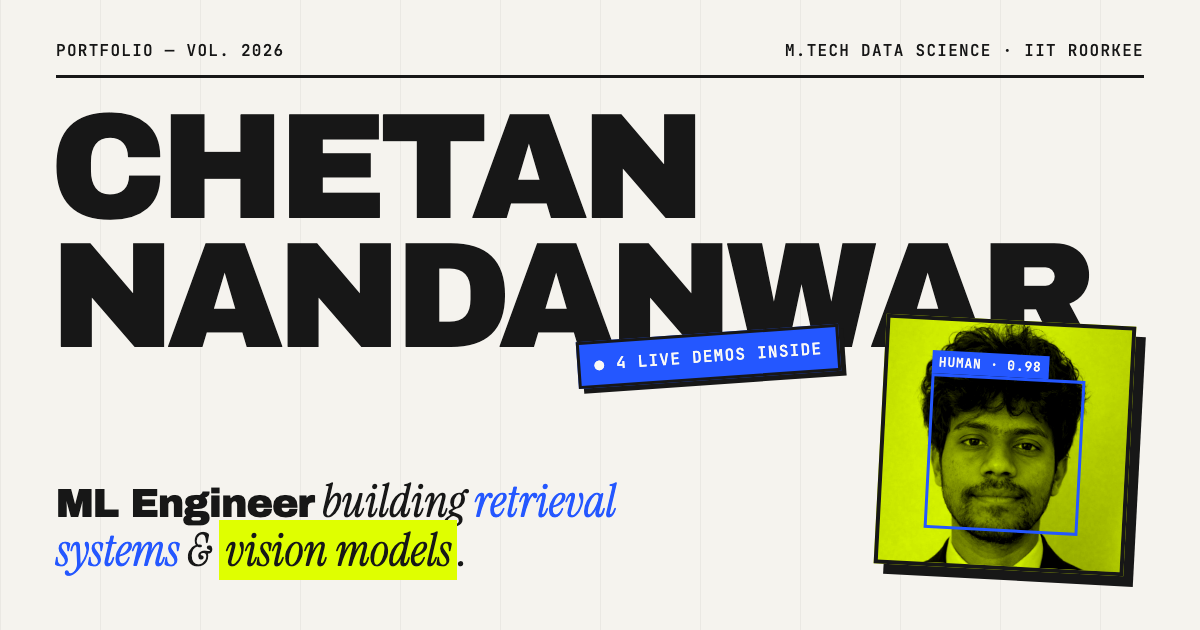 PORTFOLIO — VOL. 2026
M.TECH DATA SCIENCE · IIT ROORKEE
CHETAN
NANDANWAR
● 4 LIVE DEMOS INSIDE
HUMAN · 0.98
ML Engineer building retrieval
systems & vision models.